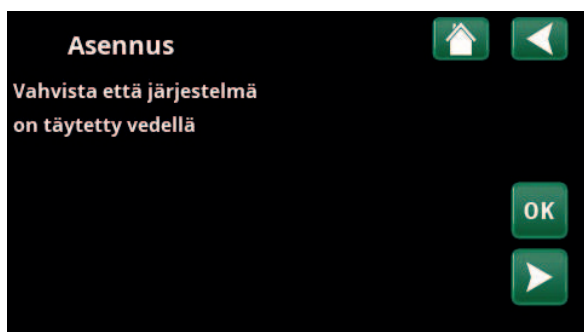 Asennus
Vahvista että järjestelmä
on täytetty vedellä
OK